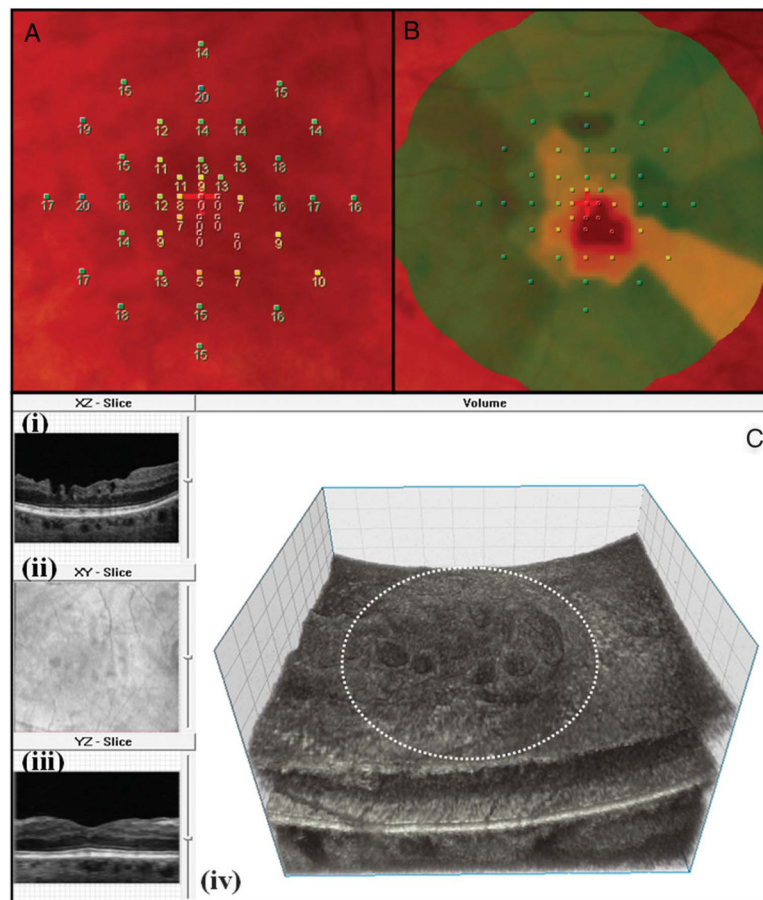 A
B
14
15 15
20
19 12 14 14 14
15 11 13 13 18
11 9 13
17 20 16 12 8 0 0 7 16 17 16
7 0 0
14 9 0 0 9
17 13 5 7 10
18 15 16
15
XZ - Slice
Volume
(i)
C
(ii)
XY - Slice
YZ - Slice
(iii)
(iv)